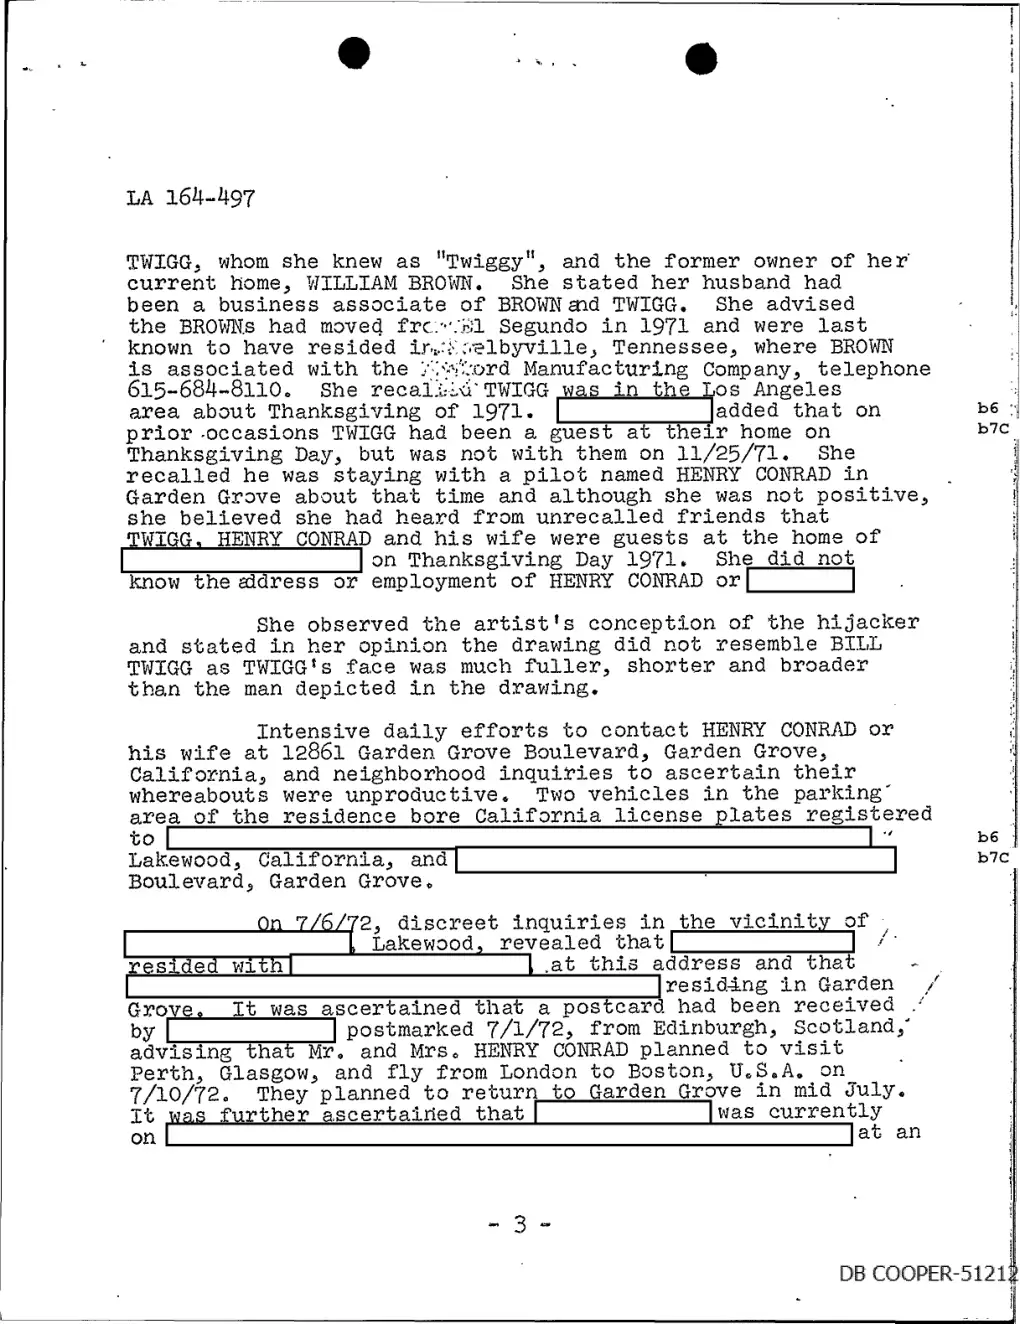 LA 164-497
TWIGG, whom she knew as "Twiggy", and the former owner of her
current home, WILLIAM BROWN. She stated her husband had
been a business associate of BROWN and TWIGG. She advised
the BROWNs had moved El Segundo in 1971 and were last
known to have resided Tennessee, where BROWN
is associated with the Manufacturing Company, telephone
615-684-8110. She recalled TWIGG was in the Los Angeles
area about Thanksgiving of 1971. added that on
b6
prior occasions TWIGG had been a guest at their home on
b7C
Thanksgiving Day, but was not with them on 11/25/71. She
recalled he was staying with a pilot named HENRY CONRAD in
Garden Grove about that time and although she was not positive,
she believed she had heard from unrecalled friends that
TWIGG, HENRY CONRAD and his wife were guests at the home of
on Thanksgiving Day 1971. She did not
know the address or employment of HENRY CONRAD or
She observed the artist's conception of the hijacker
and stated in her opinion the drawing did not resemble BILL
TWIGG as TWIGG's face was much fuller, shorter and broader
than the man depicted in the drawing.
Intensive daily efforts to contact HENRY CONRAD or
his wife at 12861 Garden Grove Boulevard, Garden Grove,
California, and neighborhood inquiries to ascertain their
whereabouts were unproductive. Two vehicles in the parking
area of the residence bore California license plates registered
to
b6
Lakewood, California, and
b7C
Boulevard, Garden Grove.
On 7/6/72, discreet inquiries in the vicinity of
, Lakewood, revealed that
resided with , at this address and that
residing in Garden
Grove. It was ascertained that a postcard had been received
by postmarked 7/1/72, from Edinburgh, Scotland,
advising that Mr. and Mrs. HENRY CONRAD planned to visit
Perth, Glasgow, and fly from London to Boston, U.S.A. on
7/10/72. They planned to return to Garden Grove in mid July.
It was further ascertained that was currently
on at an
- 3 -
DB COOPER-51212